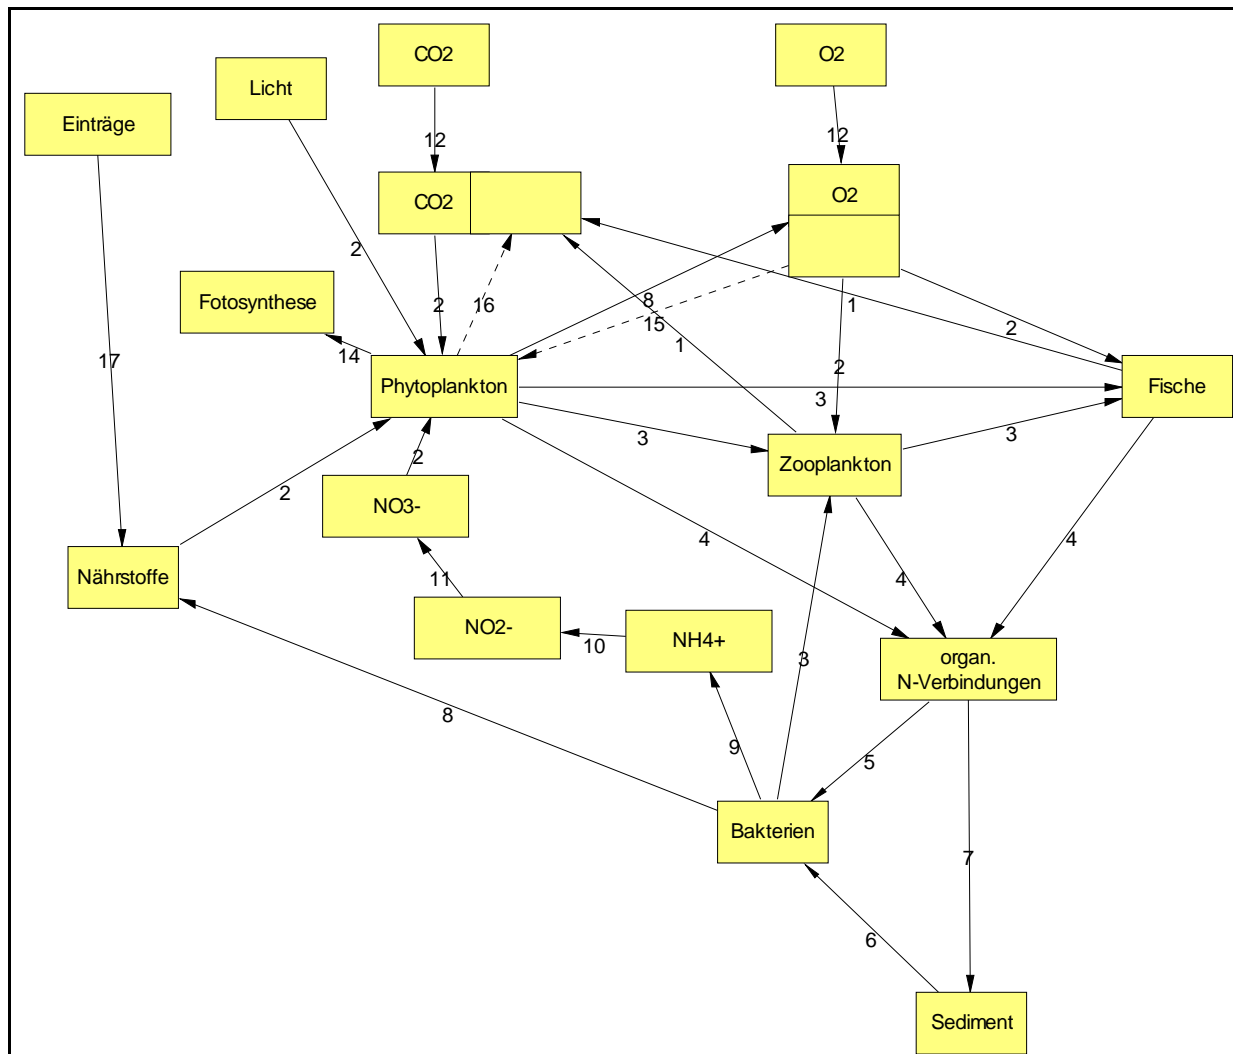 CO2
O2
Licht
Einträge
12
12
CO2
O2
2
Fotosynthese
2
16
8
1
15
2
17
14
1
2
Phytoplankton
Fische
3
3
3
2
Zooplankton
2
NO3-
4
4
Nährstoffe
11
4
NO2-
10
NH4+
3
organ.
N-Verbindungen
8
9
5
Bakterien
7
6
Sediment